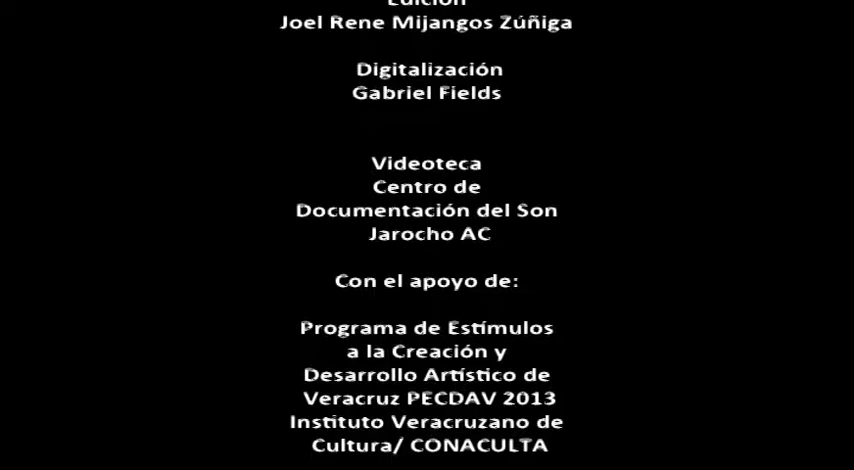 Edición
Joel Rene Mijangos Zúñiga
Digitalización
Gabriel Fields
Videoteca
Centro de
Documentación del Son
Jarocho AC
Con el apoyo de:
Programa de Estímulos
a la Creación y
Desarrollo Artístico de
Veracruz PECDAV 2013
Instituto Veracruzano de
Cultura/ CONACULTA